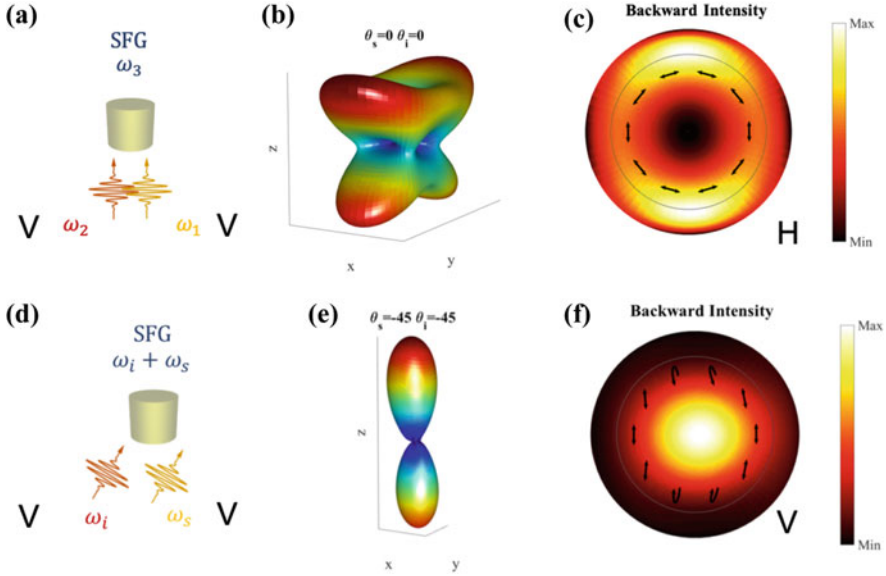 (a)
SFG
ω₃
V
ω₂
ω₁
V
(b)
θₛ=0 θᵢ=0
z
x
y
(c)
Backward Intensity
Max
Min
H
(d)
SFG
ωᵢ + ωₛ
V
ωᵢ
ωₛ
V
(e)
θₛ=-45 θᵢ=-45
z
x
y
(f)
Backward Intensity
Max
Min
V